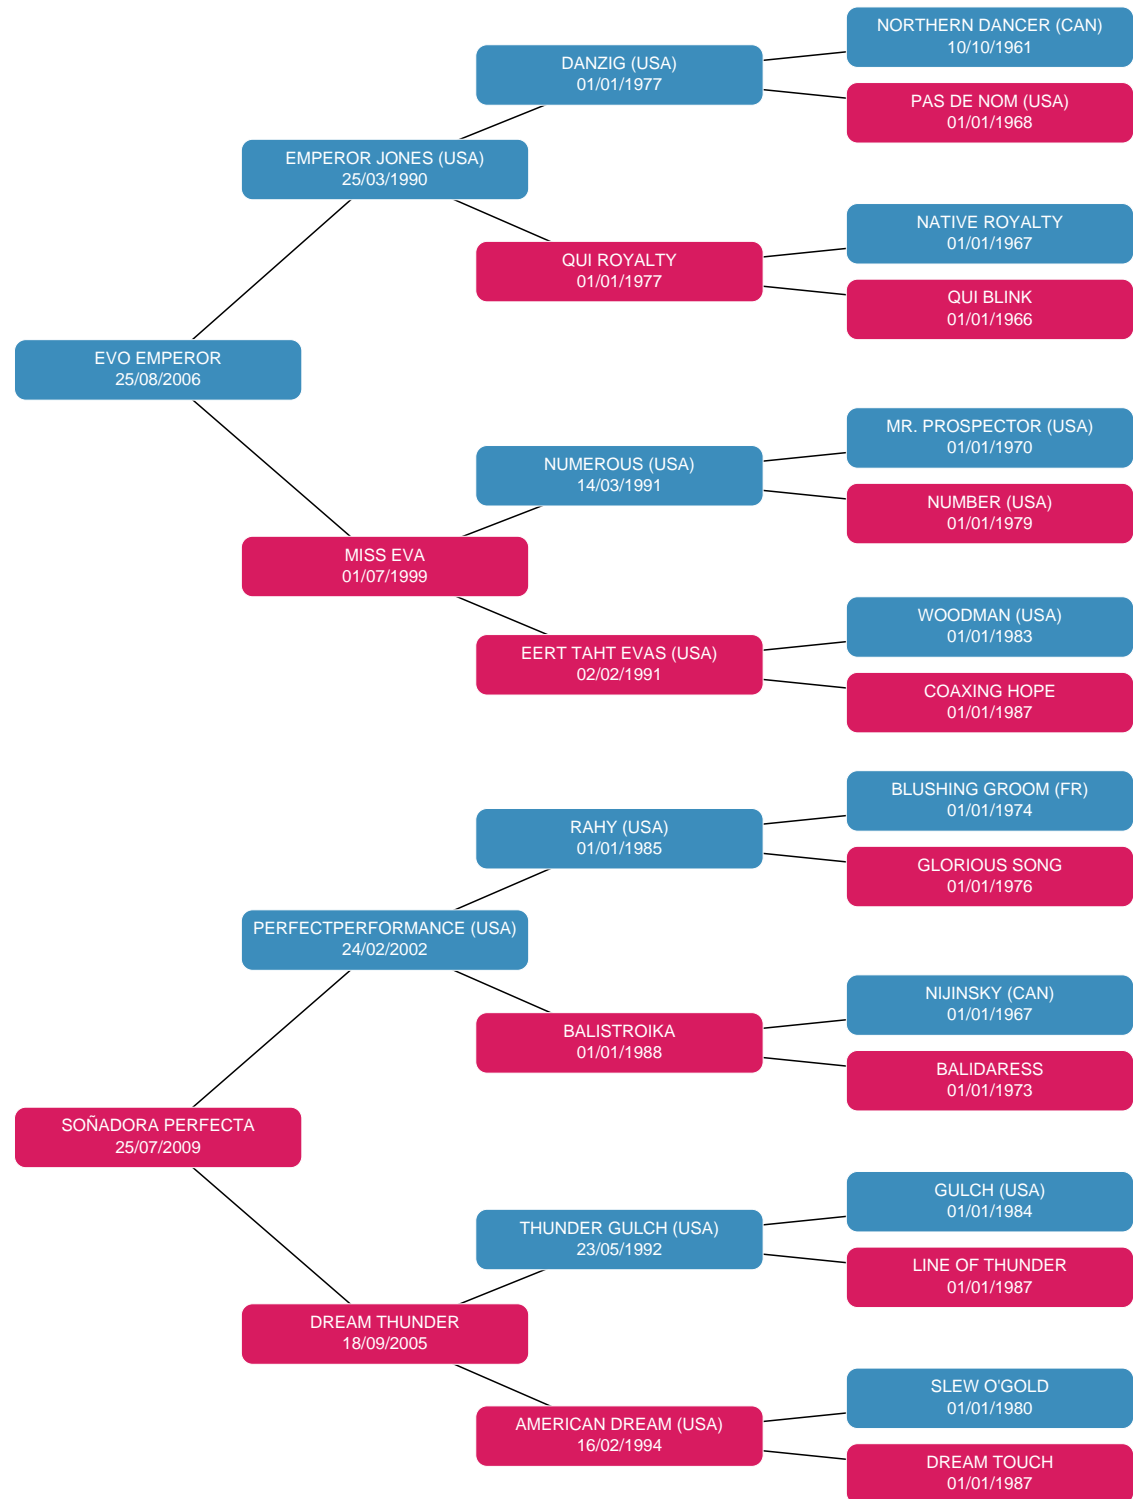 NORTHERN DANCER (CAN)
10/10/1961
DANZIG (USA)
01/01/1977
PAS DE NOM (USA)
01/01/1968
EMPEROR JONES (USA)
25/03/1990
NATIVE ROYALTY
01/01/1967
QUI ROYALTY
01/01/1977
QUI BLINK
01/01/1966
EVO EMPEROR
25/08/2006
MR. PROSPECTOR (USA)
01/01/1970
NUMEROUS (USA)
14/03/1991
NUMBER (USA)
01/01/1979
MISS EVA
01/07/1999
WOODMAN (USA)
01/01/1983
EERT TAHT EVAS (USA)
02/02/1991
COAXING HOPE
01/01/1987
BLUSHING GROOM (FR)
01/01/1974
RAHY (USA)
01/01/1985
GLORIOUS SONG
01/01/1976
PERFECTPERFORMANCE (USA)
24/02/2002
NIJINSKY (CAN)
01/01/1967
BALISTROIKA
01/01/1988
BALIDARESS
01/01/1973
SOÑADORA PERFECTA
25/07/2009
GULCH (USA)
01/01/1984
THUNDER GULCH (USA)
23/05/1992
LINE OF THUNDER
01/01/1987
DREAM THUNDER
18/09/2005
SLEW O'GOLD
01/01/1980
AMERICAN DREAM (USA)
16/02/1994
DREAM TOUCH
01/01/1987